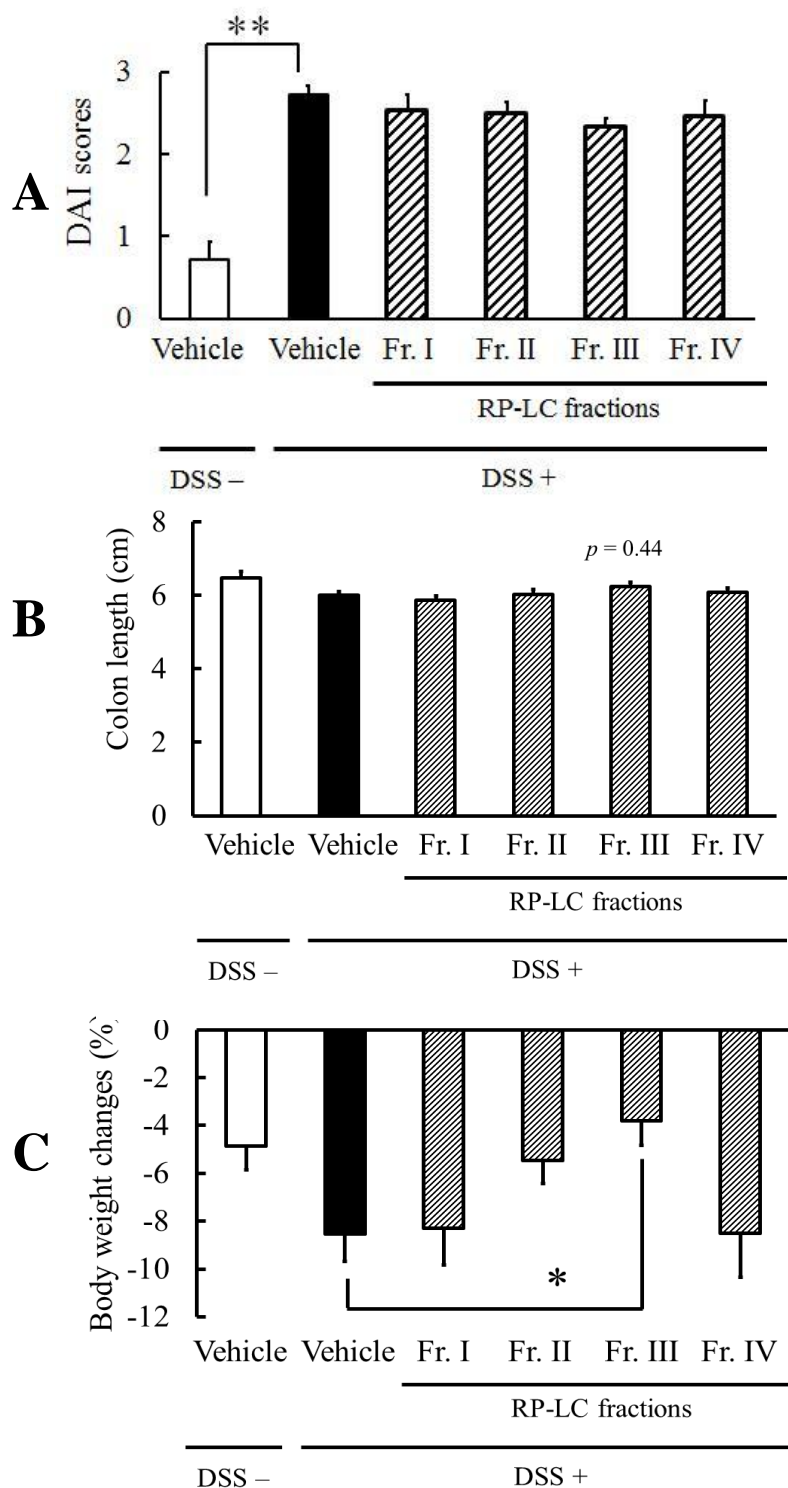 **
3
2
1
0
DAI scores
A
Vehicle Vehicle Fr. I Fr. II Fr. III Fr. IV
RP-LC fractions
DSS – DSS +
8
6
4
2
0
Colon length (cm)
B
p = 0.44
Vehicle Vehicle Fr. I Fr. II Fr. III Fr. IV
RP-LC fractions
DSS – DSS +
0
-2
-4
-6
-8
-10
-12
Body weight changes (%)
C
*
Vehicle Vehicle Fr. I Fr. II Fr. III Fr. IV
RP-LC fractions
DSS – DSS +